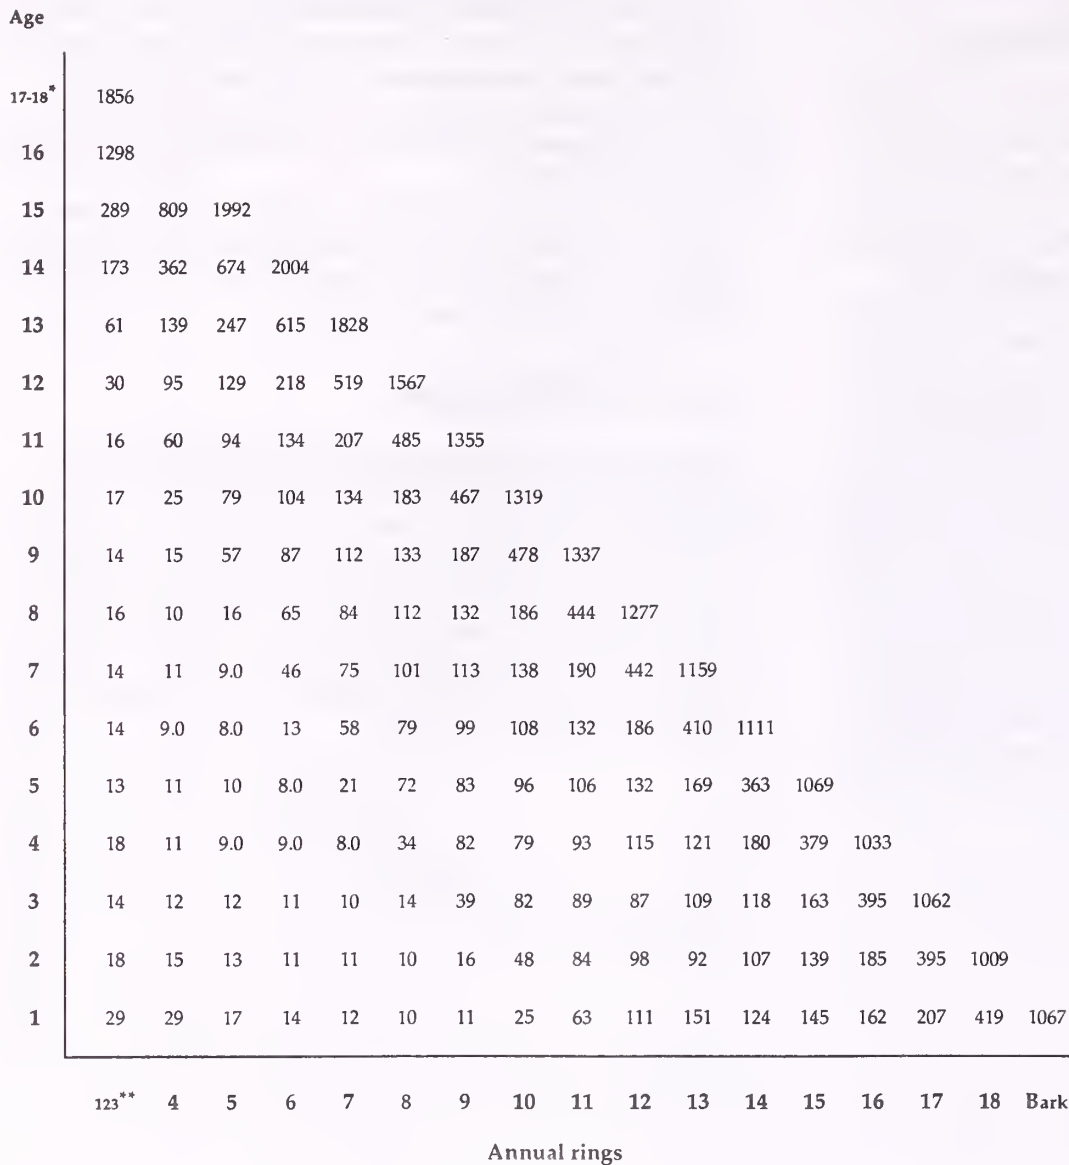 Age
17-18* 1856
16 1298
15 289 809 1992
14 173 362 674 2004
13 61 139 247 615 1828
12 30 95 129 218 519 1567
11 16 60 94 134 207 485 1355
10 17 25 79 104 134 183 467 1319
9 14 15 57 87 112 133 187 478 1337
8 16 10 16 65 84 112 132 186 444 1277
7 14 11 9.0 46 75 101 113 138 190 442 1159
6 14 9.0 8.0 13 58 79 99 108 132 186 410 1111
5 13 11 10 8.0 21 72 83 96 106 132 169 363 1069
4 18 11 9.0 9.0 8.0 34 82 79 93 115 121 180 379 1033
3 14 12 12 11 10 14 39 82 89 87 109 118 163 395 1062
2 18 15 13 11 11 10 16 48 84 98 92 107 139 185 395 1009
1 29 29 17 14 12 10 11 25 63 111 151 124 145 162 207 419 1067
123** 4 5 6 7 8 9 10 11 12 13 14 15 16 17 18 Bark
Annual rings